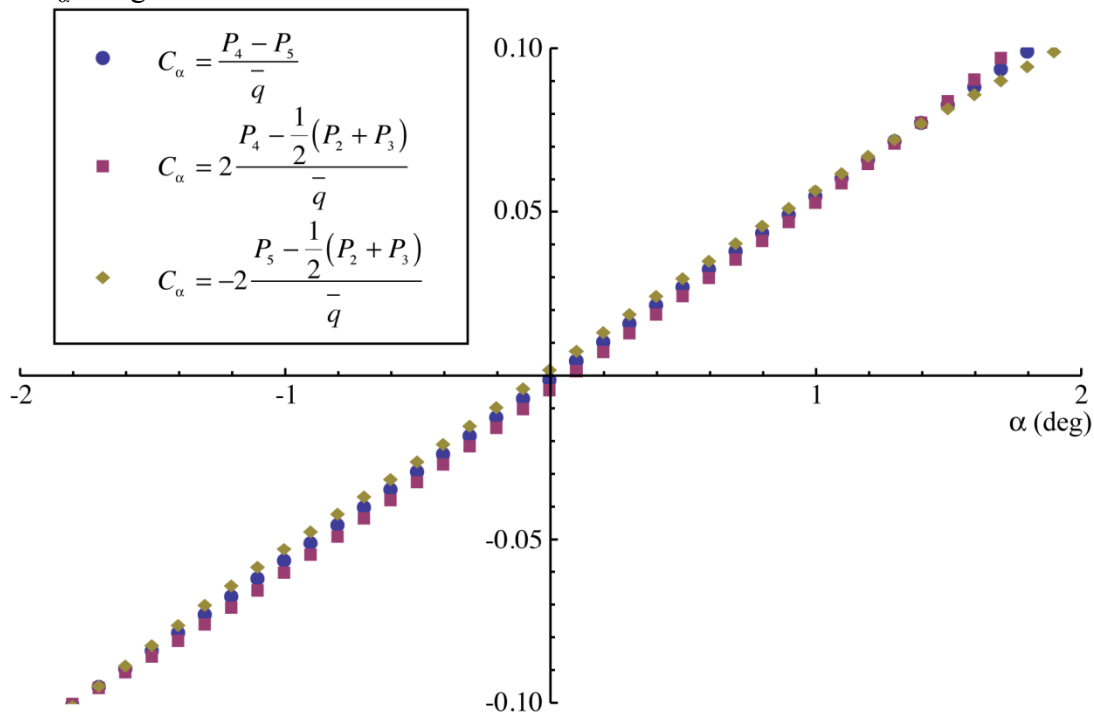 0.10
C_α = (P_4 − P_5) / q̄
C_α = 2 (P_4 − 1/2 (P_2 + P_3)) / q̄
C_α = −2 (P_5 − 1/2 (P_2 + P_3)) / q̄
0.05
-2 -1 1 2
α (deg)
-0.05
-0.10